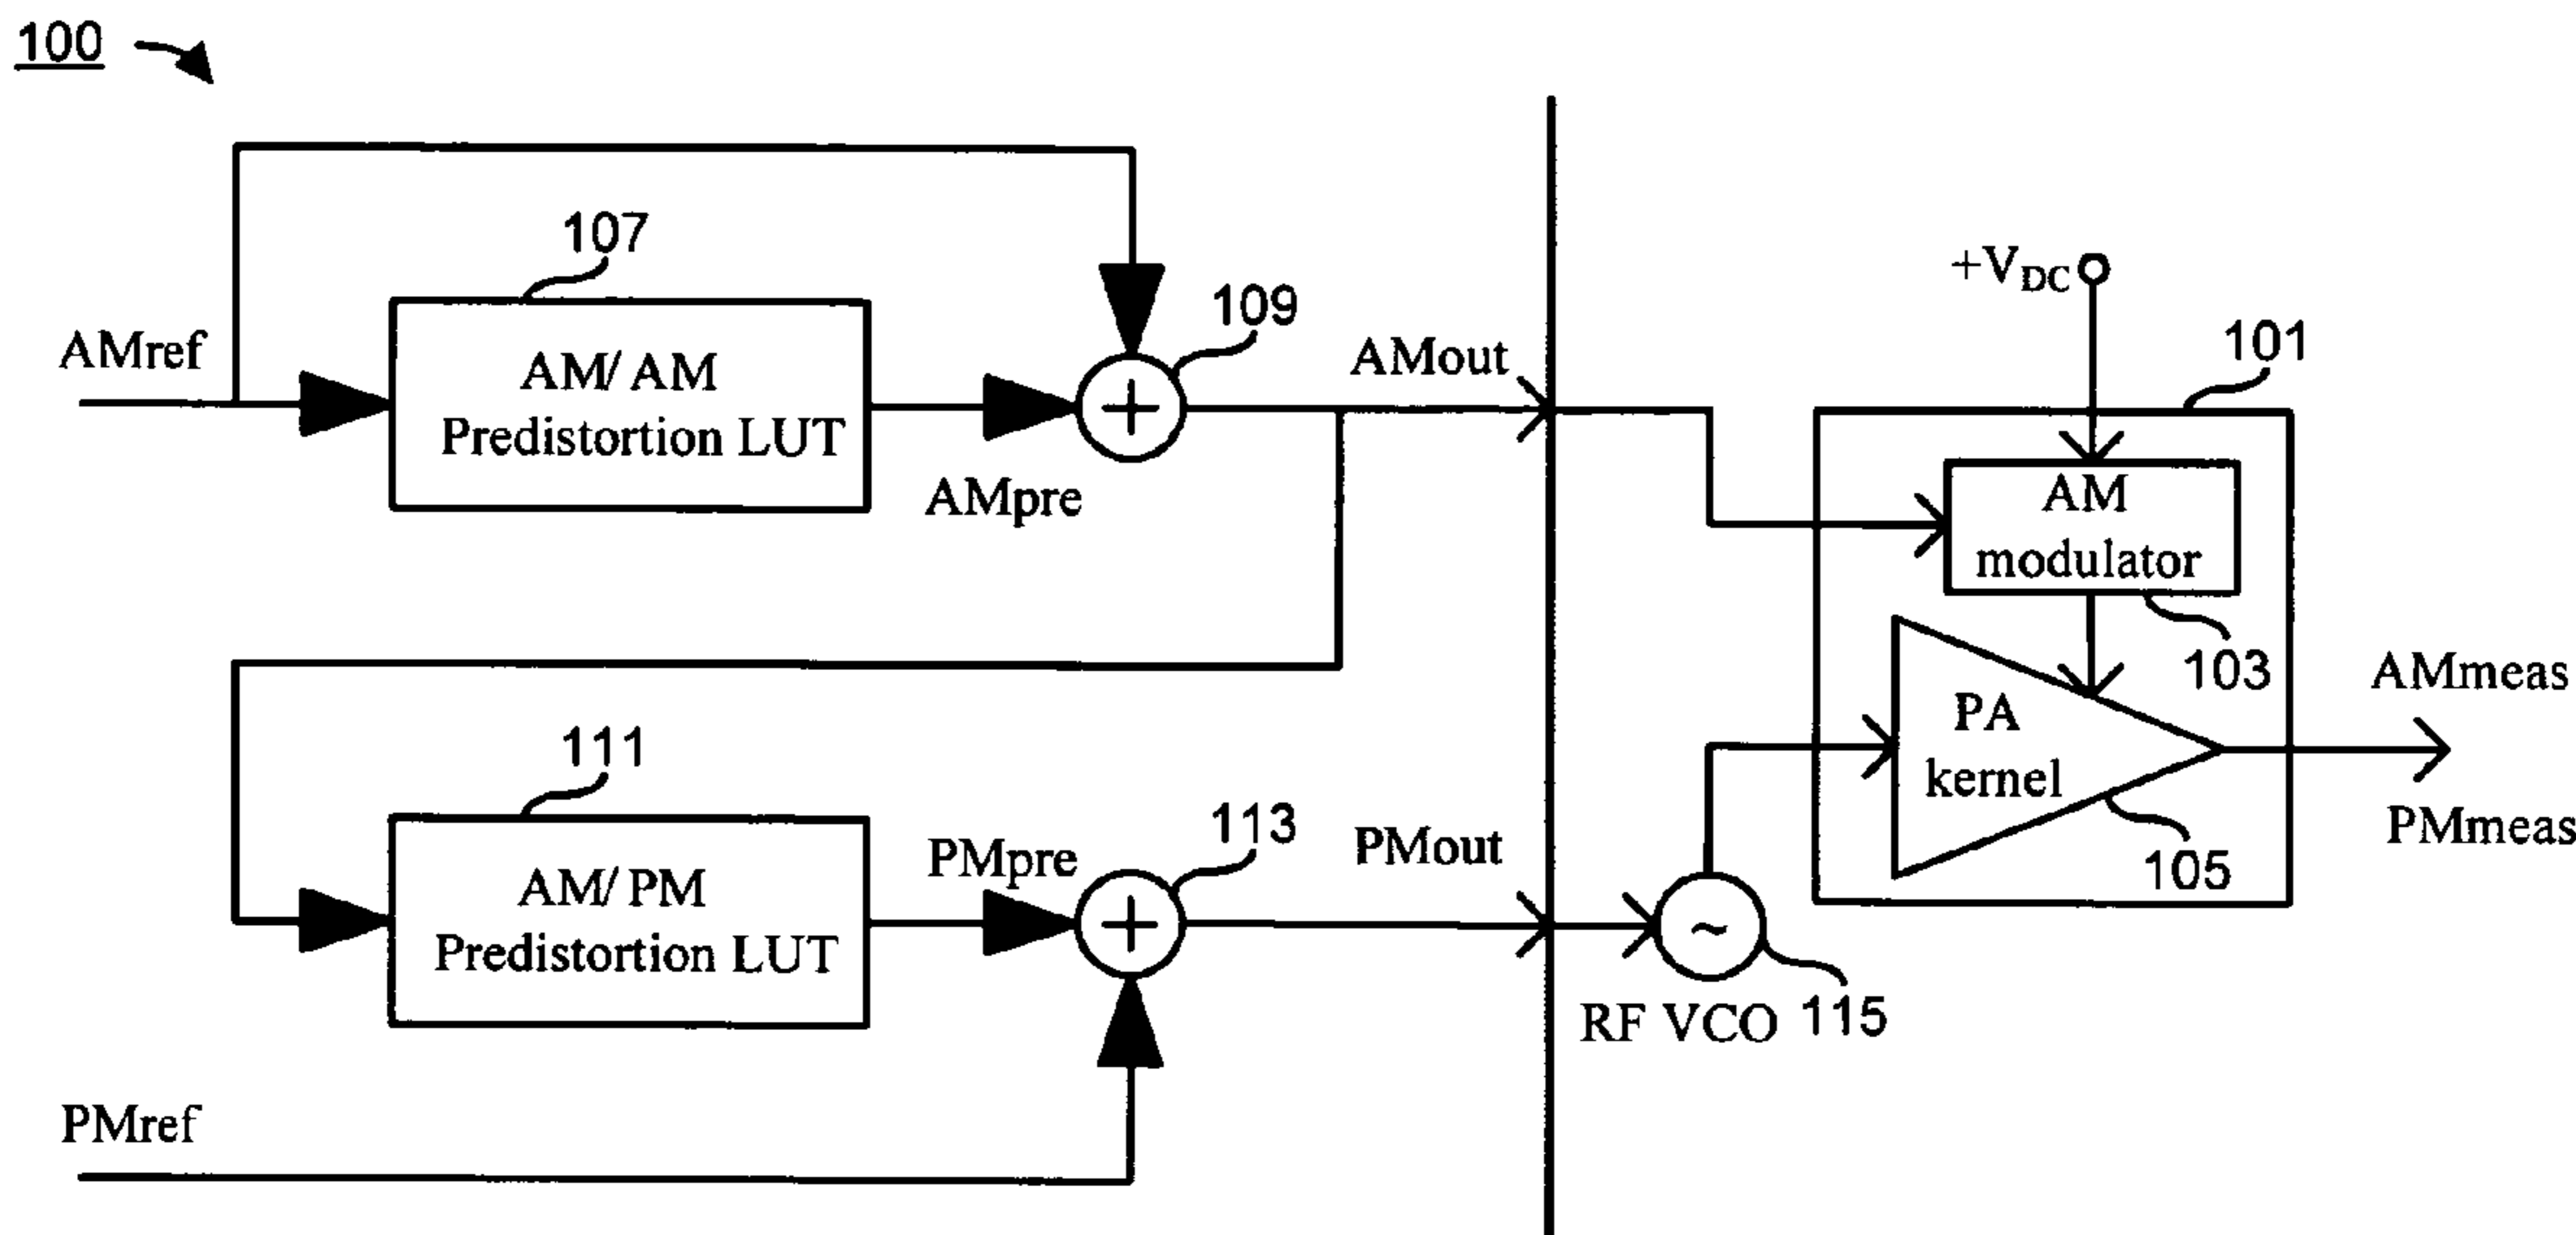 100
107
AMref
AM/ AM
Predistortion LUT
AMpre
109
AMout
+VDC
101
AM
modulator
103
PA
kernel
105
AMmeas
PMmeas
111
AM/ PM
Predistortion LUT
PMpre
113
PMout
~
RF VCO 115
PMref